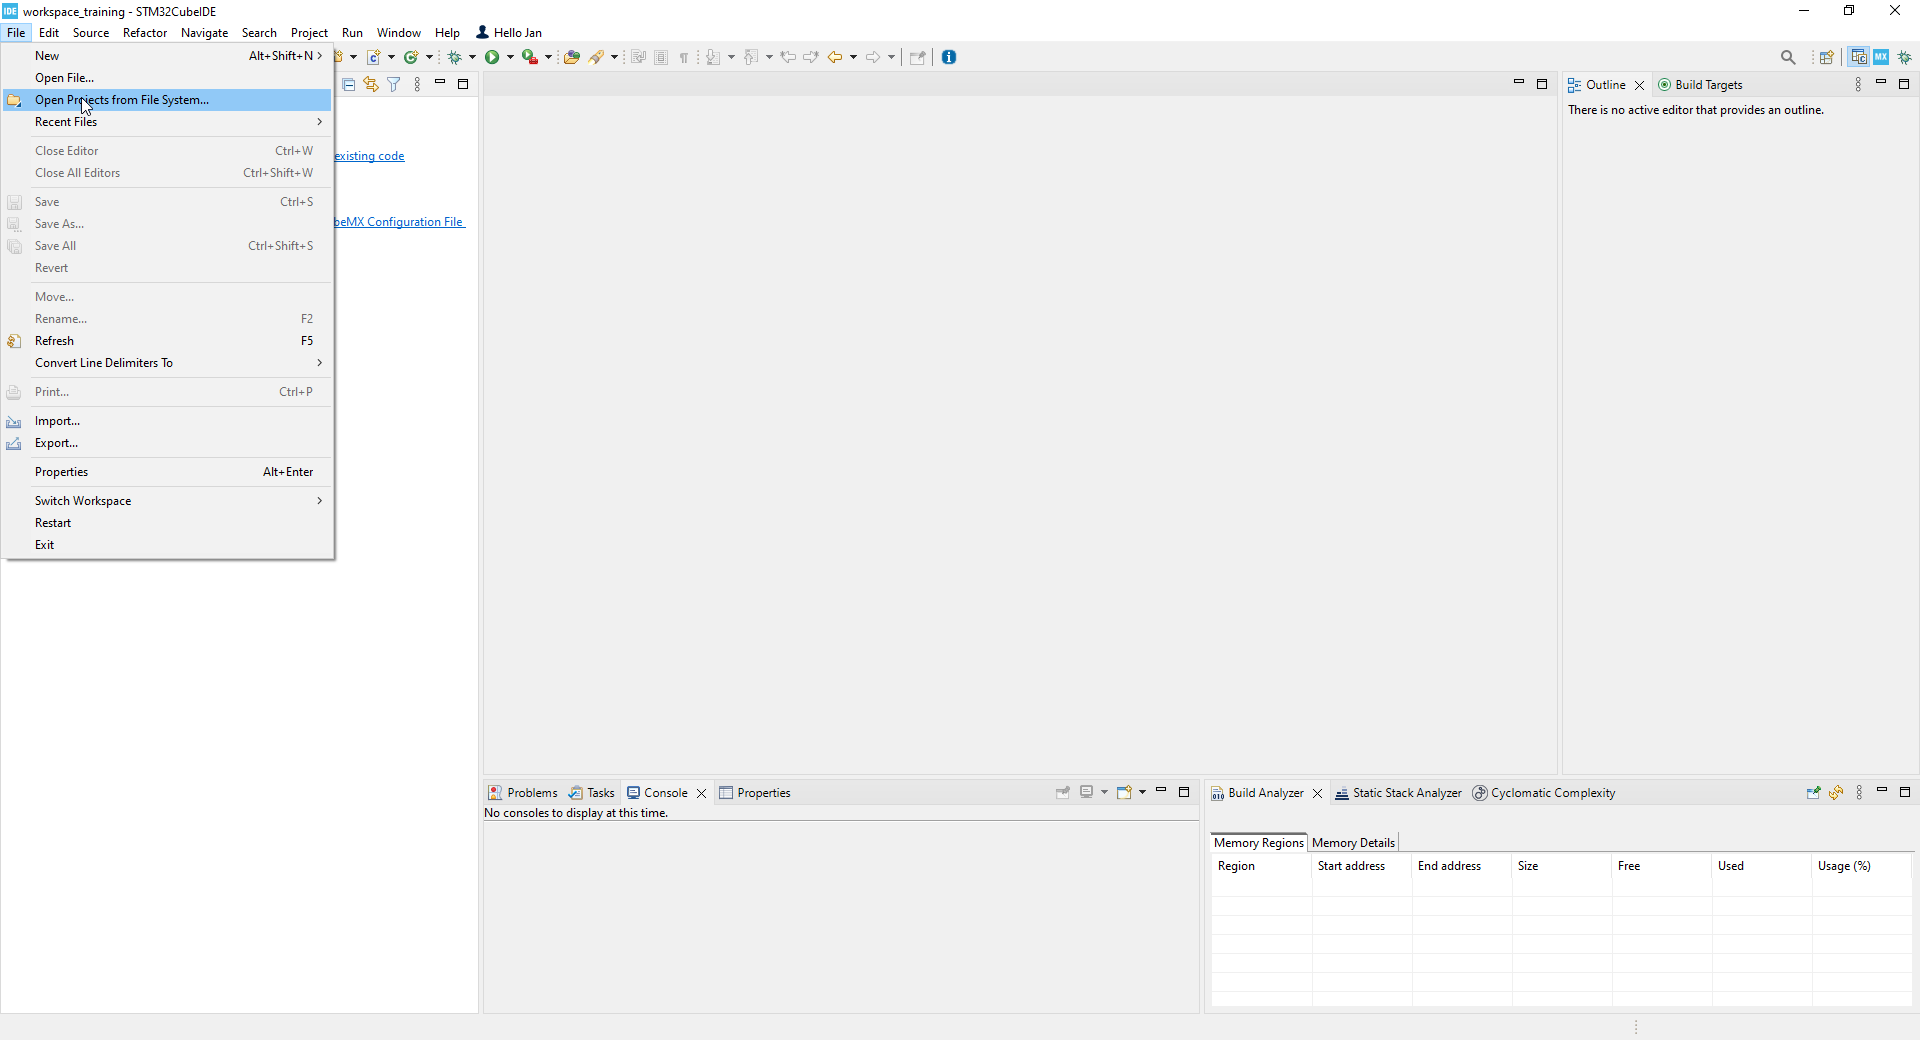 IDE workspace_training - STM32CubeIDE
File Edit Source Refactor Navigate Search Project Run Window Help Hello Jan
New Alt+Shift+N
Open File...
Open Projects from File System...
Recent Files
Close Editor Ctrl+W
Close All Editors Ctrl+Shift+W
Save Ctrl+S
Save As...
Save All Ctrl+Shift+S
Revert
Move...
Rename... F2
Refresh F5
Convert Line Delimiters To
Print... Ctrl+P
Import...
Export...
Properties Alt+Enter
Switch Workspace
Restart
Exit
existing code
beMX Configuration File
MX
Outline Build Targets
There is no active editor that provides an outline.
Problems Tasks Console Properties
No consoles to display at this time.
Build Analyzer Static Stack Analyzer Cyclomatic Complexity
Memory Regions Memory Details
Region Start address End address Size Free Used Usage (%)